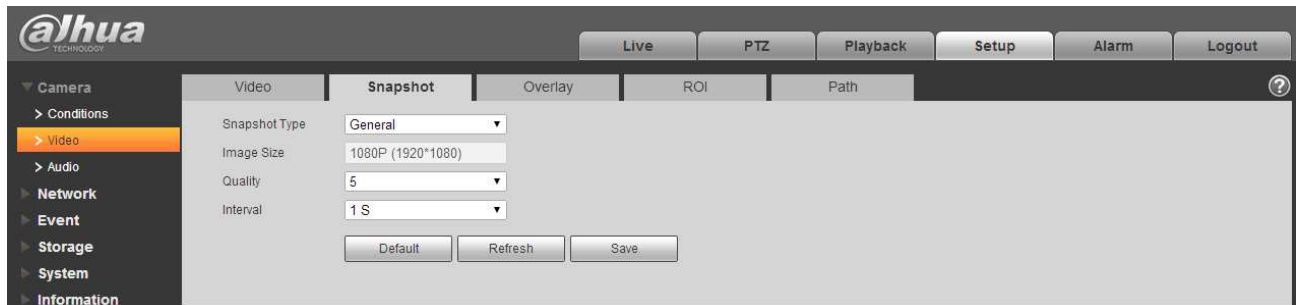 alhua
TECHNOLOGY
Live PTZ Playback Setup Alarm Logout
Camera
> Conditions
> Video
> Audio
Network
Event
Storage
System
Information
Video Snapshot Overlay ROI Path ?
Snapshot Type General
Image Size 1080P (1920*1080)
Quality 5
Interval 1 S
Default Refresh Save